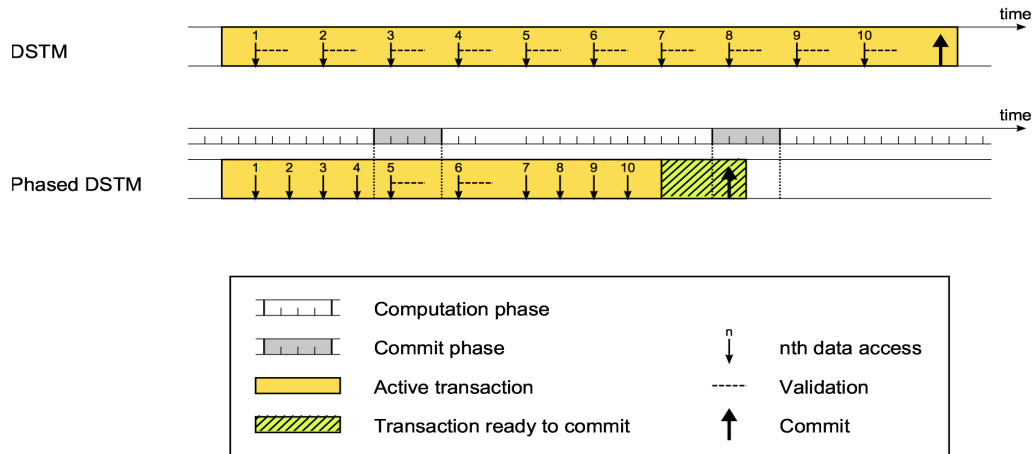 time
DSTM
1 2 3 4 5 6 7 8 9 10
time
Phased DSTM
1 2 3 4 5 6 7 8 9 10
Computation phase
Commit phase
Active transaction
Transaction ready to commit
n
nth data access
Validation
Commit